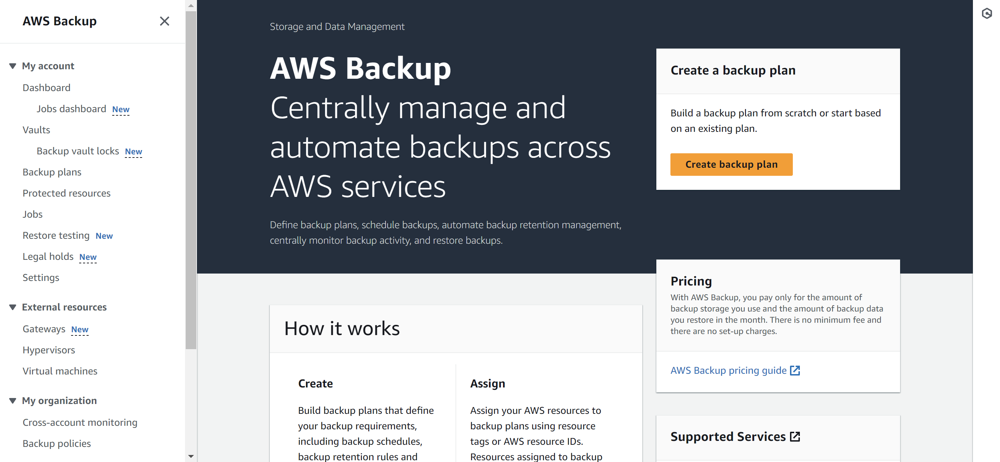 AWS Backup
My account
Dashboard
Jobs dashboard New
Vaults
Backup vault locks New
Backup plans
Protected resources
Jobs
Restore testing New
Legal holds New
Settings
External resources
Gateways New
Hypervisors
Virtual machines
My organization
Cross-account monitoring
Backup policies
Storage and Data Management
AWS Backup
Centrally manage and
automate backups across
AWS services
Define backup plans, schedule backups, automate backup retention management,
centrally monitor backup activity, and restore backups.
Create a backup plan
Build a backup plan from scratch or start based
on an existing plan.
Create backup plan
Pricing
With AWS Backup, you pay only for the amount of
backup storage you use and the amount of backup data
you restore in the month. There is no minimum fee and
there are no set-up charges.
AWS Backup pricing guide
Supported Services
How it works
Create
Build backup plans that define
your backup requirements,
including backup schedules,
backup retention rules and
Assign
Assign your AWS resources to
backup plans using resource
tags or AWS resource IDs.
Resources assigned to backup